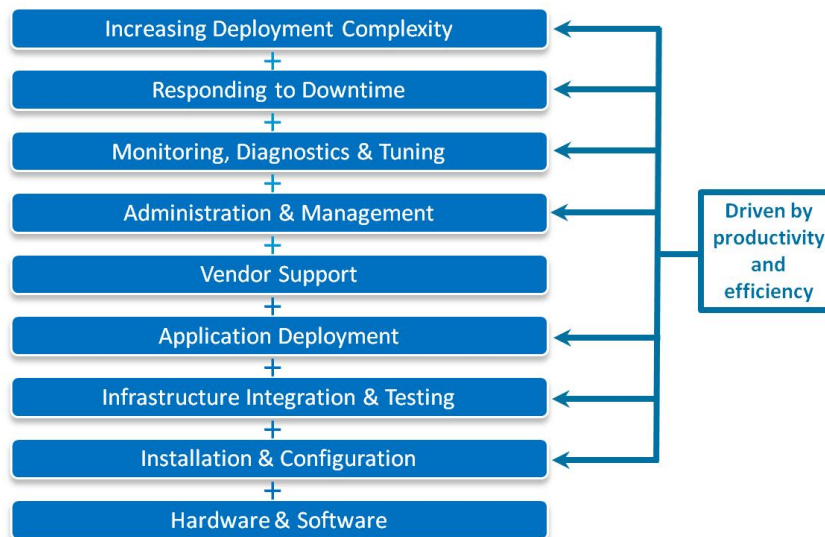 Increasing Deployment Complexity
+
Responding to Downtime
+
Monitoring, Diagnostics & Tuning
+
Administration & Management
+
Vendor Support
+
Application Deployment
+
Infrastructure Integration & Testing
+
Installation & Configuration
+
Hardware & Software
Driven by
productivity
and
efficiency